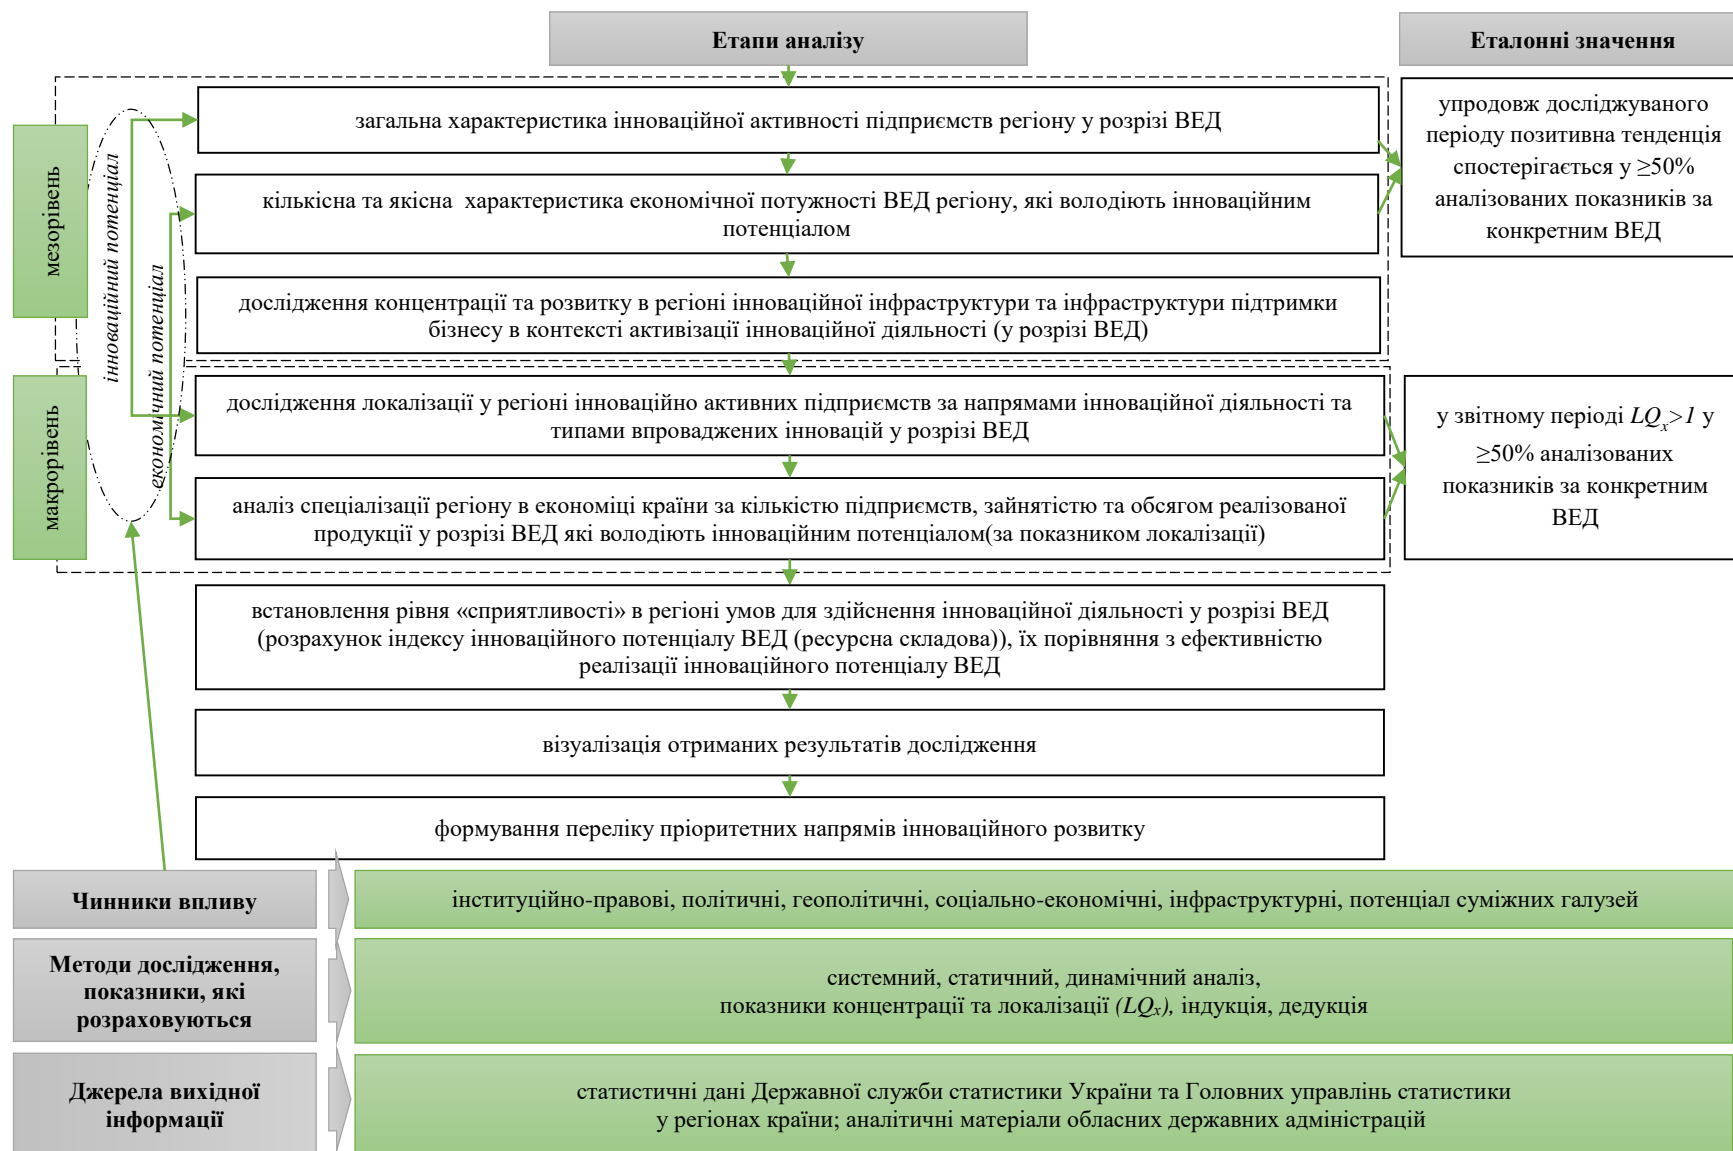 Етапи аналізу
Еталонні значення
мезорівень
інноваційний потенціал
економічний потенціал
загальна характеристика інноваційної активності підприємств регіону у розрізі ВЕД
кількісна та якісна характеристика економічної потужності ВЕД регіону, які володіють інноваційним
потенціалом
дослідження концентрації та розвитку в регіоні інноваційної інфраструктури та інфраструктури підтримки
бізнесу в контексті активізації інноваційної діяльності (у розрізі ВЕД)
упродовж досліджуваного
періоду позитивна тенденція
спостерігається у ≥50%
аналізованих показників за
конкретним ВЕД
макрорівень
дослідження локалізації у регіоні інноваційно активних підприємств за напрямами інноваційної діяльності та
типами впроваджених інновацій у розрізі ВЕД
аналіз спеціалізації регіону в економіці країни за кількістю підприємств, зайнятістю та обсягом реалізованої
продукції у розрізі ВЕД які володіють інноваційним потенціалом(за показником локалізації)
у звітному періоді LQx>1 у
≥50% аналізованих
показників за конкретним
ВЕД
встановлення рівня «сприятливості» в регіоні умов для здійснення інноваційної діяльності у розрізі ВЕД
(розрахунок індексу інноваційного потенціалу ВЕД (ресурсна складова)), їх порівняння з ефективністю
реалізації інноваційного потенціалу ВЕД
візуалізація отриманих результатів дослідження
формування переліку пріоритетних напрямів інноваційного розвитку
Чинники впливу
інституційно-правові, політичні, геополітичні, соціально-економічні, інфраструктурні, потенціал суміжних галузей
Методи дослідження,
показники, які
розраховуються
системний, статичний, динамічний аналіз,
показники концентрації та локалізації (LQx), індукція, дедукція
Джерела вихідної
інформації
статистичні дані Державної служби статистики України та Головних управлінь статистики
у регіонах країни; аналітичні матеріали обласних державних адміністрацій